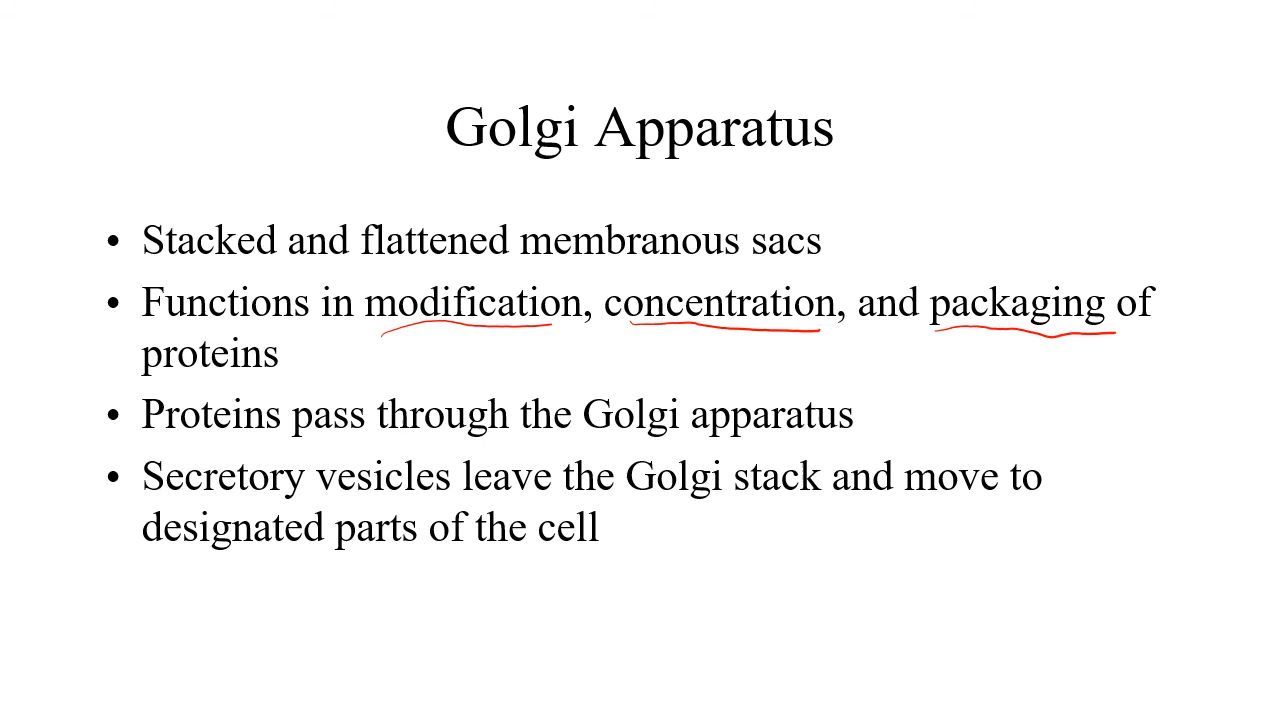 Golgi Apparatus
• Stacked and flattened membranous sacs
• Functions in modification, concentration, and packaging of
proteins
• Proteins pass through the Golgi apparatus
• Secretory vesicles leave the Golgi stack and move to
designated parts of the cell